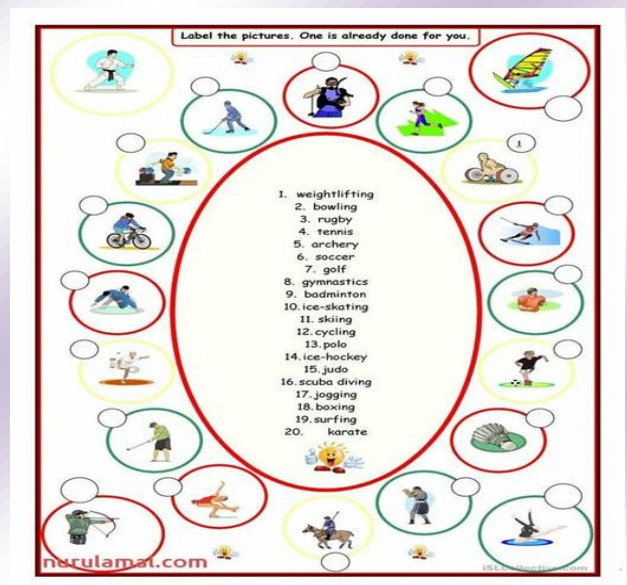 Label the pictures. One is already done for you.
1
1. weightlifting
2. bowling
3. rugby
4. tennis
5. archery
6. soccer
7. golf
8. gymnastics
9. badminton
10. ice-skating
11. skiing
12. cycling
13. polo
14. ice-hockey
15. judo
16. scuba diving
17. jogging
18. boxing
19. surfing
20. karate
nurulamal.com
iSLCollective.com